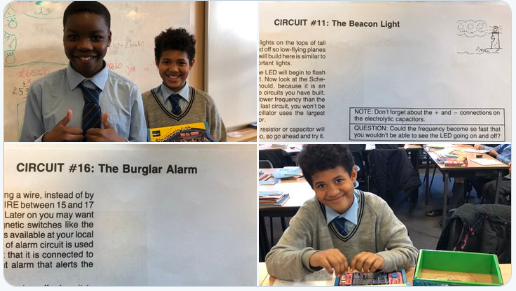 CIRCUIT #11: The Beacon Light
lights on the tops of tall
d off so low-flying planes
will build here is similar to
ortant lights.
e LED will begin to flash
t. Now look at the Sche-
hould, because it is an
o circuits you have built.
lower frequency than the
last circuit, you won't be
cillator uses the largest
or.
resistor or capacitor will
so, go ahead and try it.
NOTE: Don't forget about the + and − connections on
the electrolytic capacitors.
QUESTION: Could the frequency become so fast that
you wouldn't be able to see the LED going on and off?
CIRCUIT #16: The Burglar Alarm
ng a wire, instead of by
IRE between 15 and 17
Later on you may want
gnetic switches like the
s available at your local
of alarm circuit is used
that it is connected to
t alarm that alerts the